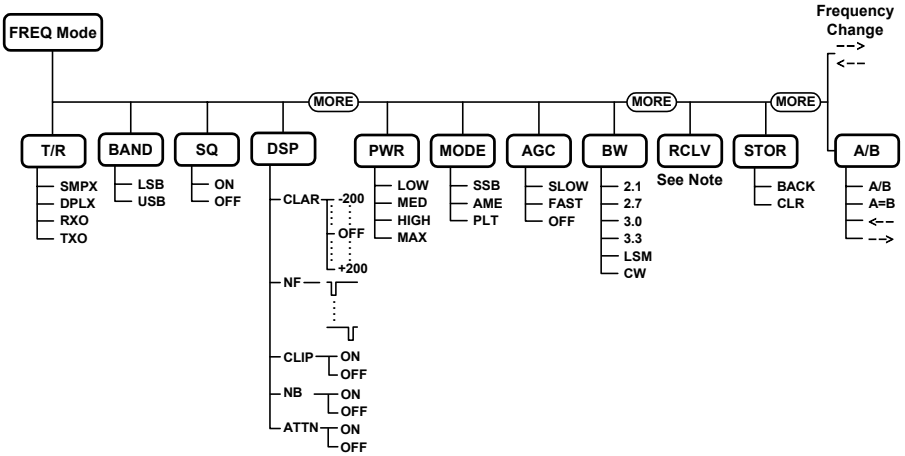 FREQ Mode
Frequency
Change
-->
<--
MORE
MORE
MORE
T/R
BAND
SQ
DSP
PWR
MODE
AGC
BW
RCLV
STOR
A/B
See Note
SMPX
DPLX
RXO
TXO
LSB
USB
ON
OFF
CLAR
-200
OFF
+200
NF
CLIP
ON
OFF
NB
ON
OFF
ATTN
ON
OFF
LOW
MED
HIGH
MAX
SSB
AME
PLT
SLOW
FAST
OFF
2.1
2.7
3.0
3.3
LSM
CW
BACK
CLR
A/B
A=B
<--
-->